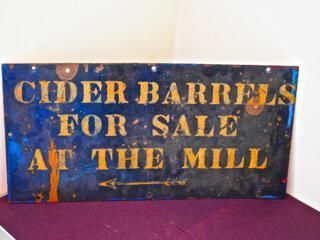 CIDER BARRELS
FOR SALE
AT THE MILL